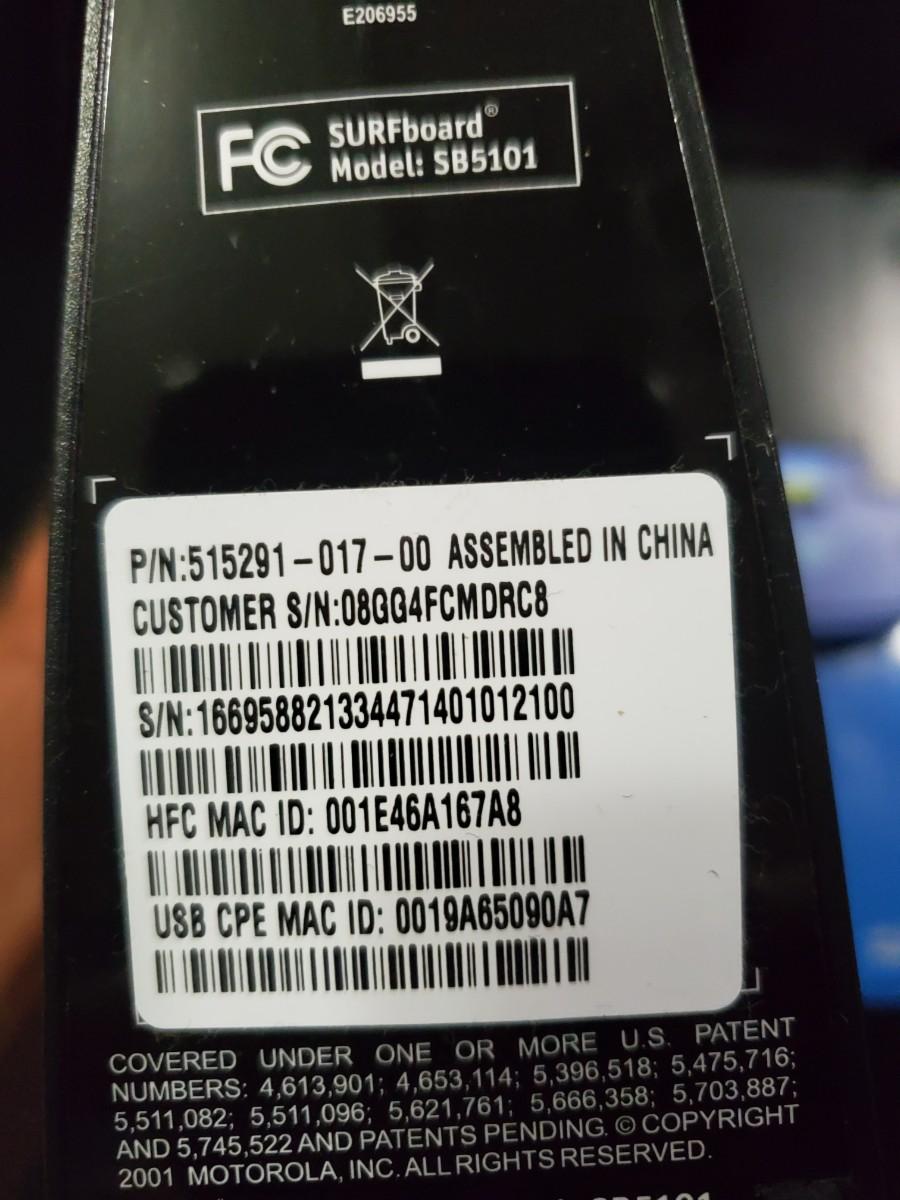 E206955
FC SURFboard®
Model: SB5101
P/N:515291-017-00 ASSEMBLED IN CHINA
CUSTOMER S/N:08GG4FCMDRC8
S/N:166958821334471401012100
HFC MAC ID: 001E46A167A8
USB CPE MAC ID: 0019A65090A7
COVERED UNDER ONE OR MORE U.S. PATENT
NUMBERS: 4,613,901; 4,653,114; 5,396,518; 5,475,716;
5,511,082; 5,511,096; 5,621,761; 5,666,358; 5,703,887;
AND 5,745,522 AND PATENTS PENDING. © COPYRIGHT
2001 MOTOROLA, INC. ALL RIGHTS RESERVED.
SB5101